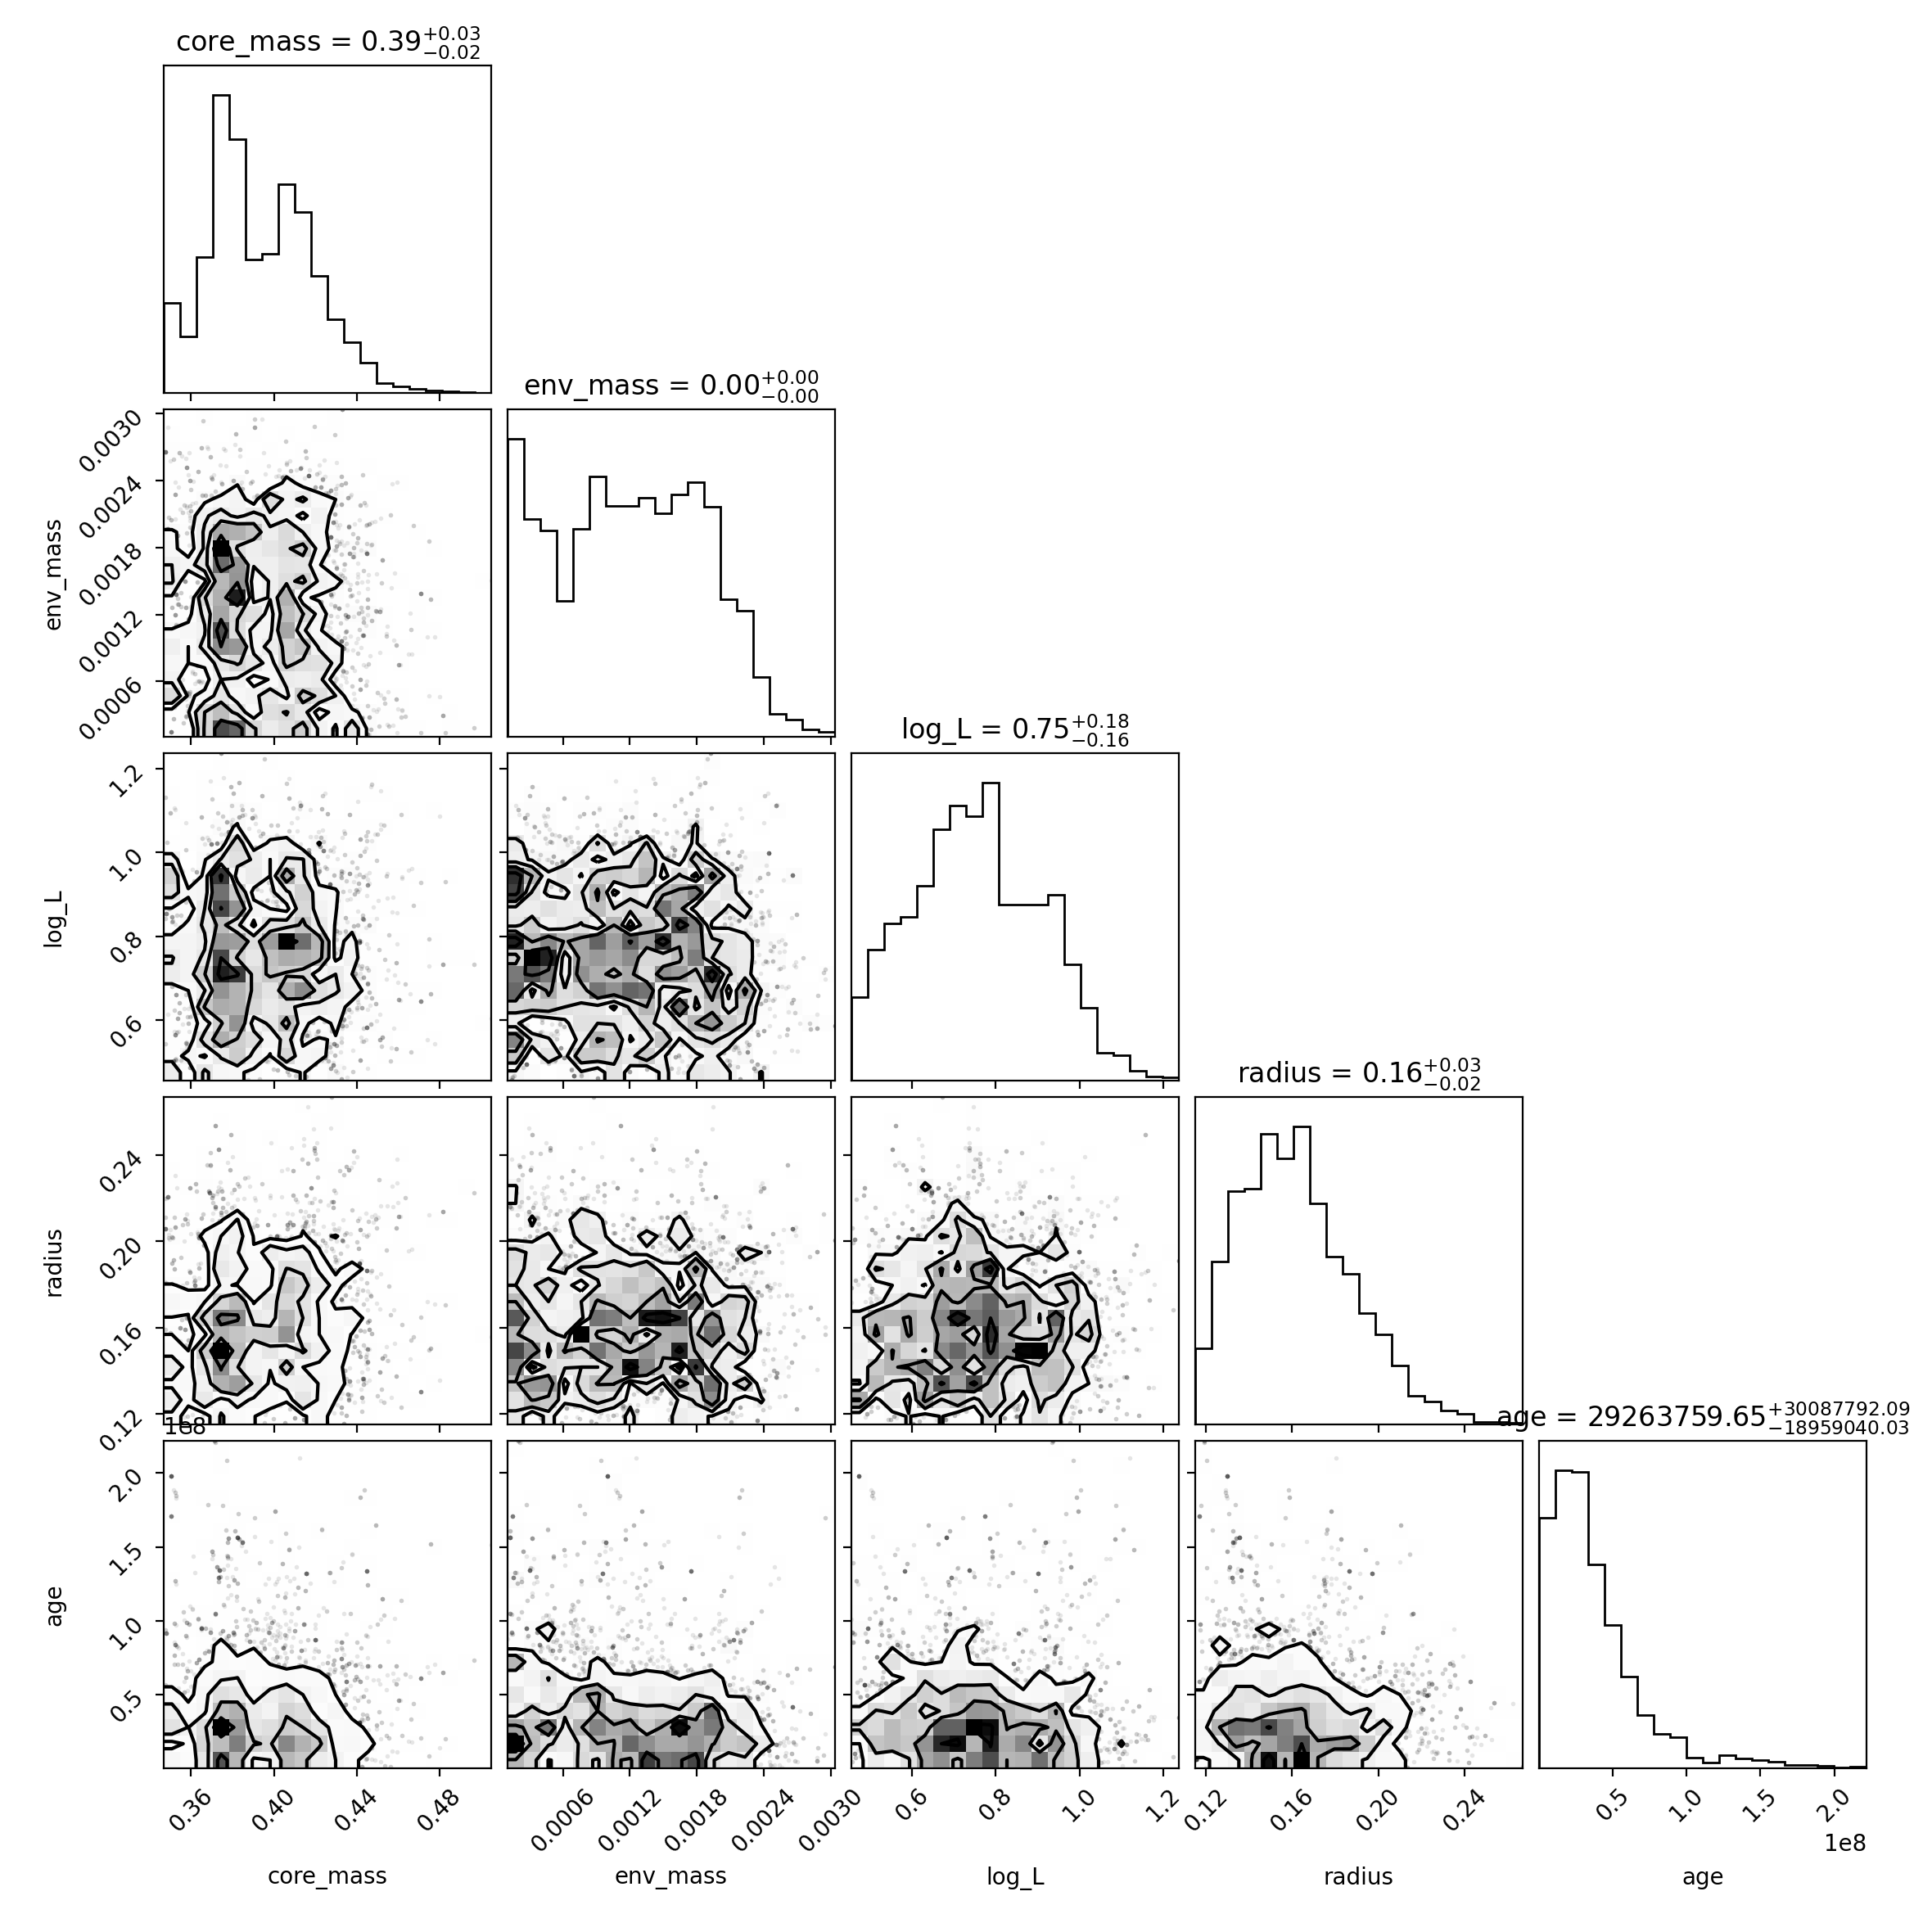 core_mass = 0.39+0.03 −0.02
env_mass = 0.00+0.00 −0.00
0.0030
0.0024
0.0018
0.0012
0.0006
env_mass
log_L = 0.75+0.18 −0.16
1.2
1.0
0.8
0.6
log_L
radius = 0.16+0.03 −0.02
0.24
0.20
0.16
0.12
radius
1e8
age = 29263759.65+30087792.09 −18959040.03
2.0
1.5
1.0
0.5
age
0.36 0.40 0.44 0.48
0.0006 0.0012 0.0018 0.0024 0.0030
0.6 0.8 1.0 1.2
0.12 0.16 0.20 0.24
0.5 1.0 1.5 2.0
1e8
core_mass env_mass log_L radius age